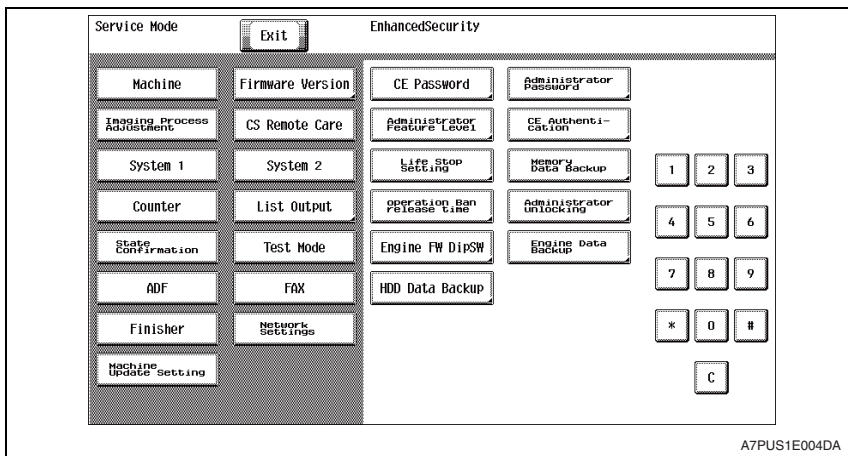 Service Mode
Exit
EnhancedSecurity
Machine
Firmware Version
Imaging Process
Adjustment
CS Remote Care
System 1
System 2
Counter
List Output
State
Confirmation
Test Mode
ADF
FAX
Finisher
Network
Settings
Machine
Update Setting
CE Password
Administrator
Password
Administrator
Feature Level
CE Authenti-
cation
Life Stop
Setting
Memory
Data Backup
operation Ban
release time
Administrator
unlocking
Engine FW DipSW
Engine Data
Backup
HDD Data Backup
1 2 3
4 5 6
7 8 9
* 0 #
C
A7PUS1E004DA